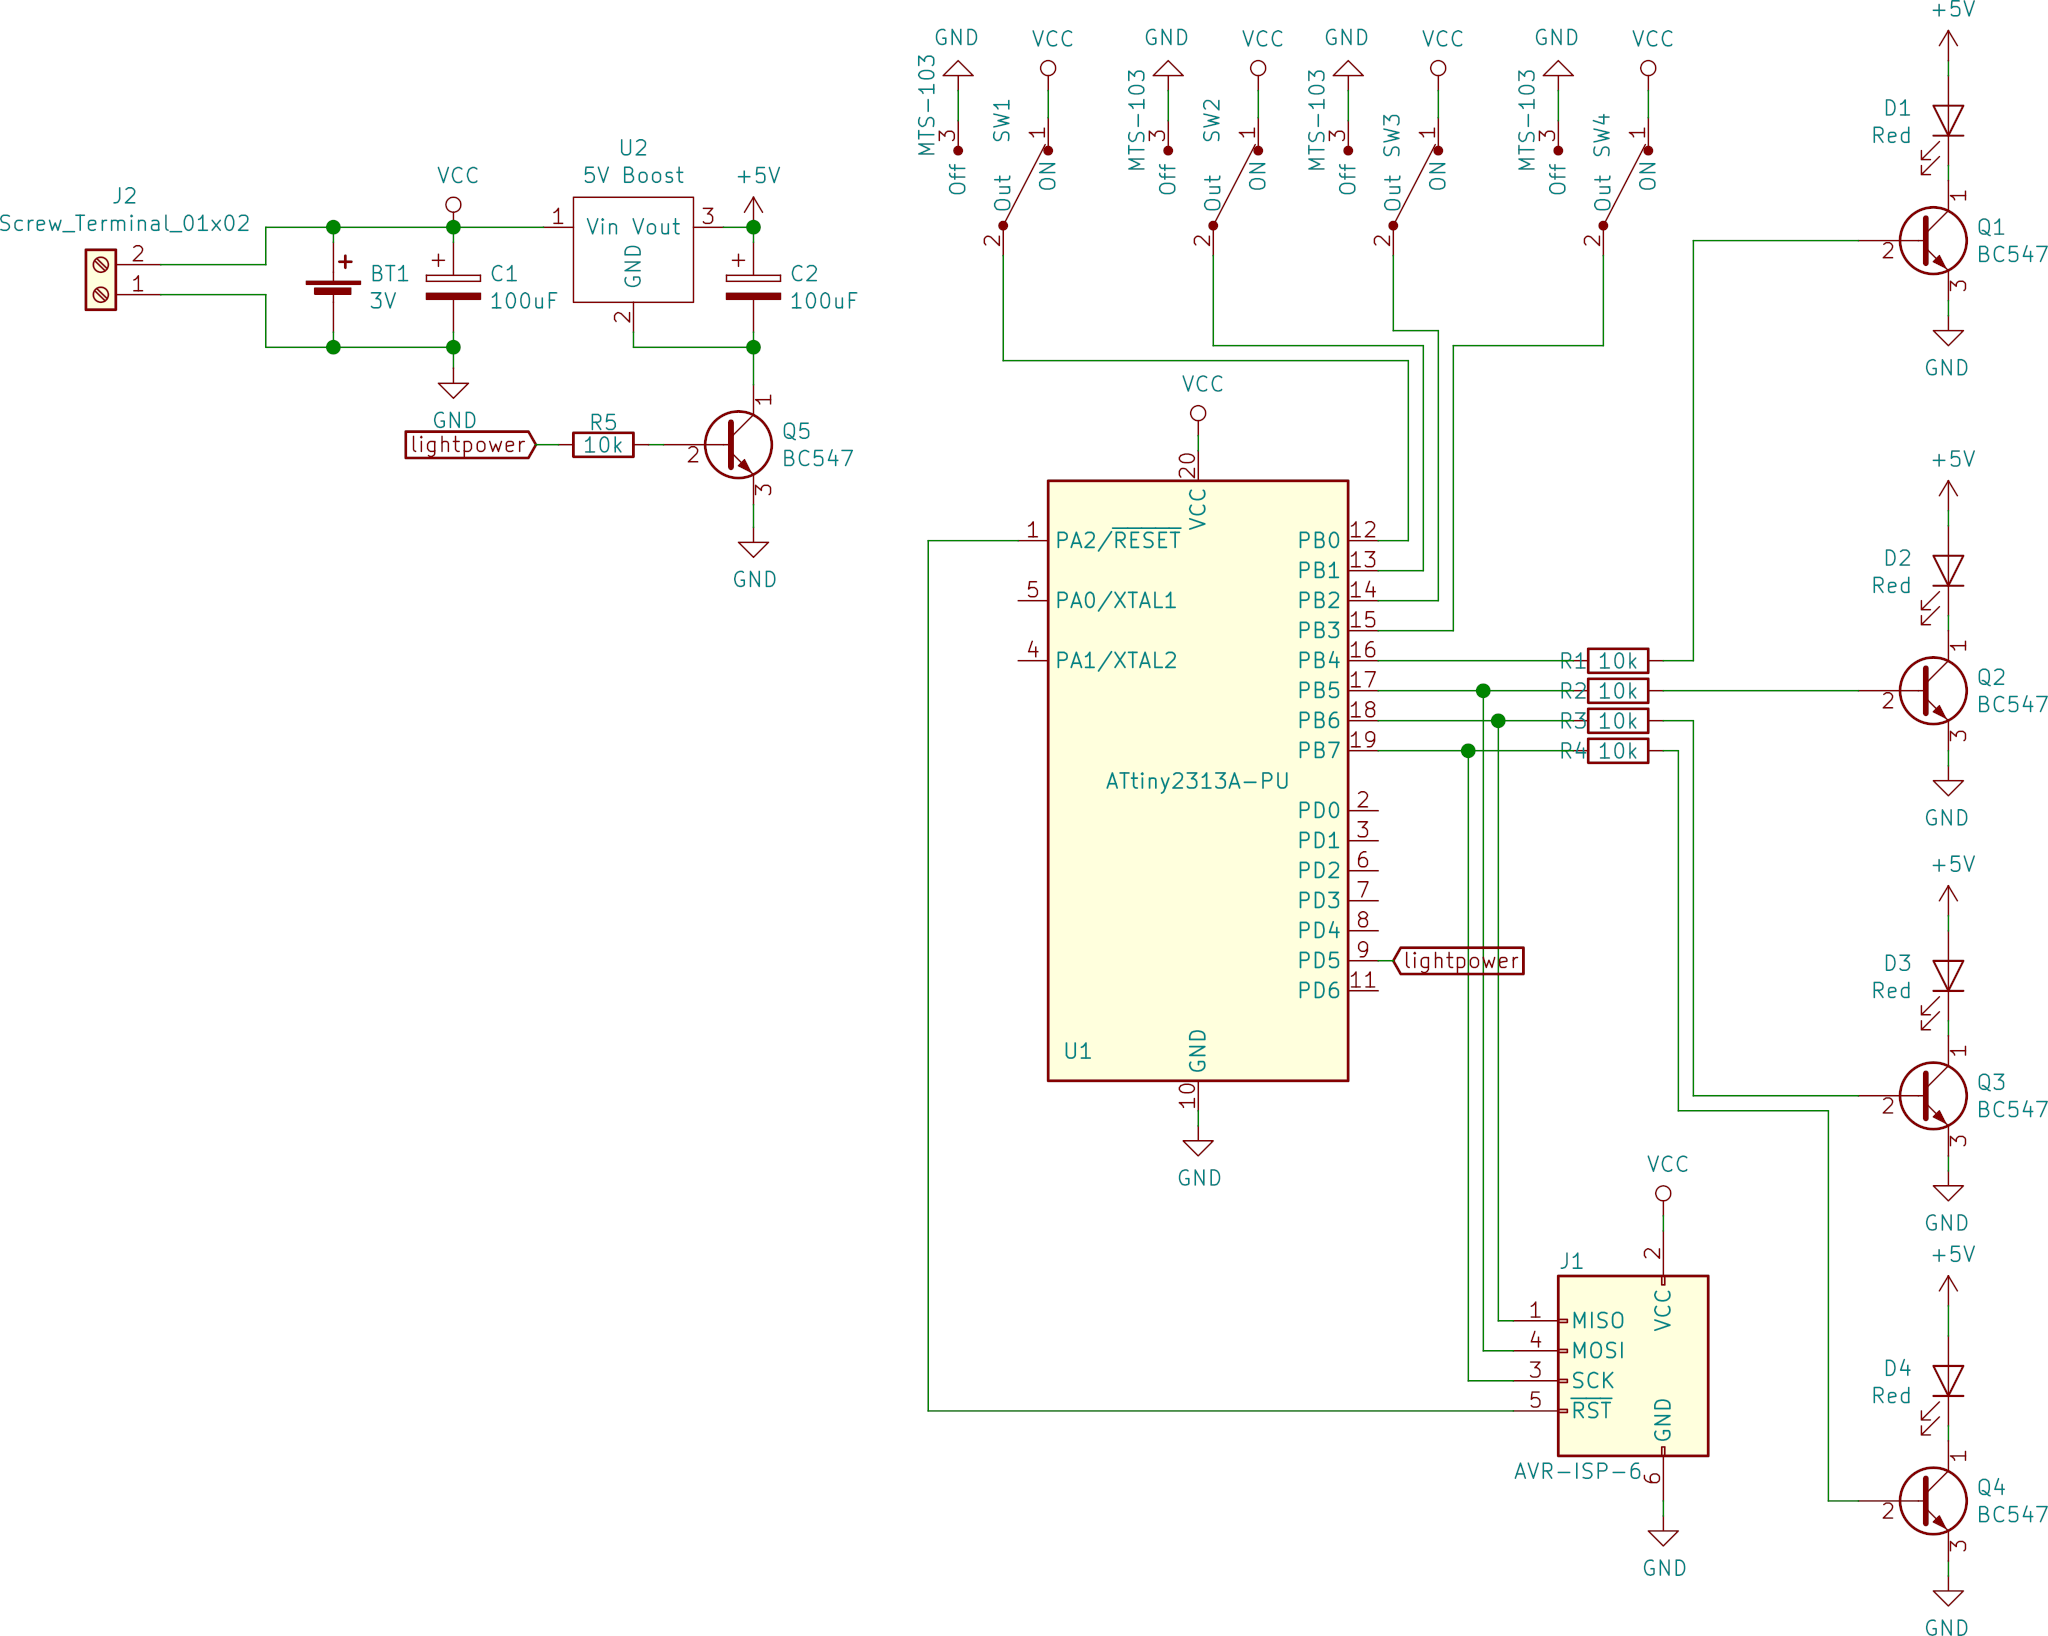 J2
Screw_Terminal_01x02
2
1
VCC
BT1
3V
+
C1
100uF
+
GND
U2
5V Boost
1
Vin
Vout
3
GND
2
+5V
C2
100uF
+
lightpower
R5
10k
Q5
BC547
1
2
3
GND
GND
VCC
MTS-103
SW1
3
1
Off
ON
Out
2
GND
VCC
MTS-103
SW2
3
1
Off
ON
Out
2
GND
VCC
MTS-103
SW3
3
1
Off
ON
Out
2
GND
VCC
MTS-103
SW4
3
1
Off
ON
Out
2
VCC
20
VCC
1
PA2/RESET
5
PA0/XTAL1
4
PA1/XTAL2
PB0
12
PB1
13
PB2
14
PB3
15
PB4
16
PB5
17
PB6
18
PB7
19
ATtiny2313A-PU
PD0
2
PD1
3
PD2
6
PD3
7
PD4
8
PD5
9
lightpower
PD6
11
U1
GND
10
GND
R1
10k
R2
10k
R3
10k
R4
10k
VCC
J1
2
VCC
1
MISO
4
MOSI
3
SCK
5
RST
GND
AVR-ISP-6
6
GND
+5V
D1
Red
1
Q1
BC547
2
3
GND
+5V
D2
Red
1
Q2
BC547
2
3
GND
+5V
D3
Red
1
Q3
BC547
2
3
GND
+5V
D4
Red
1
Q4
BC547
2
3
GND